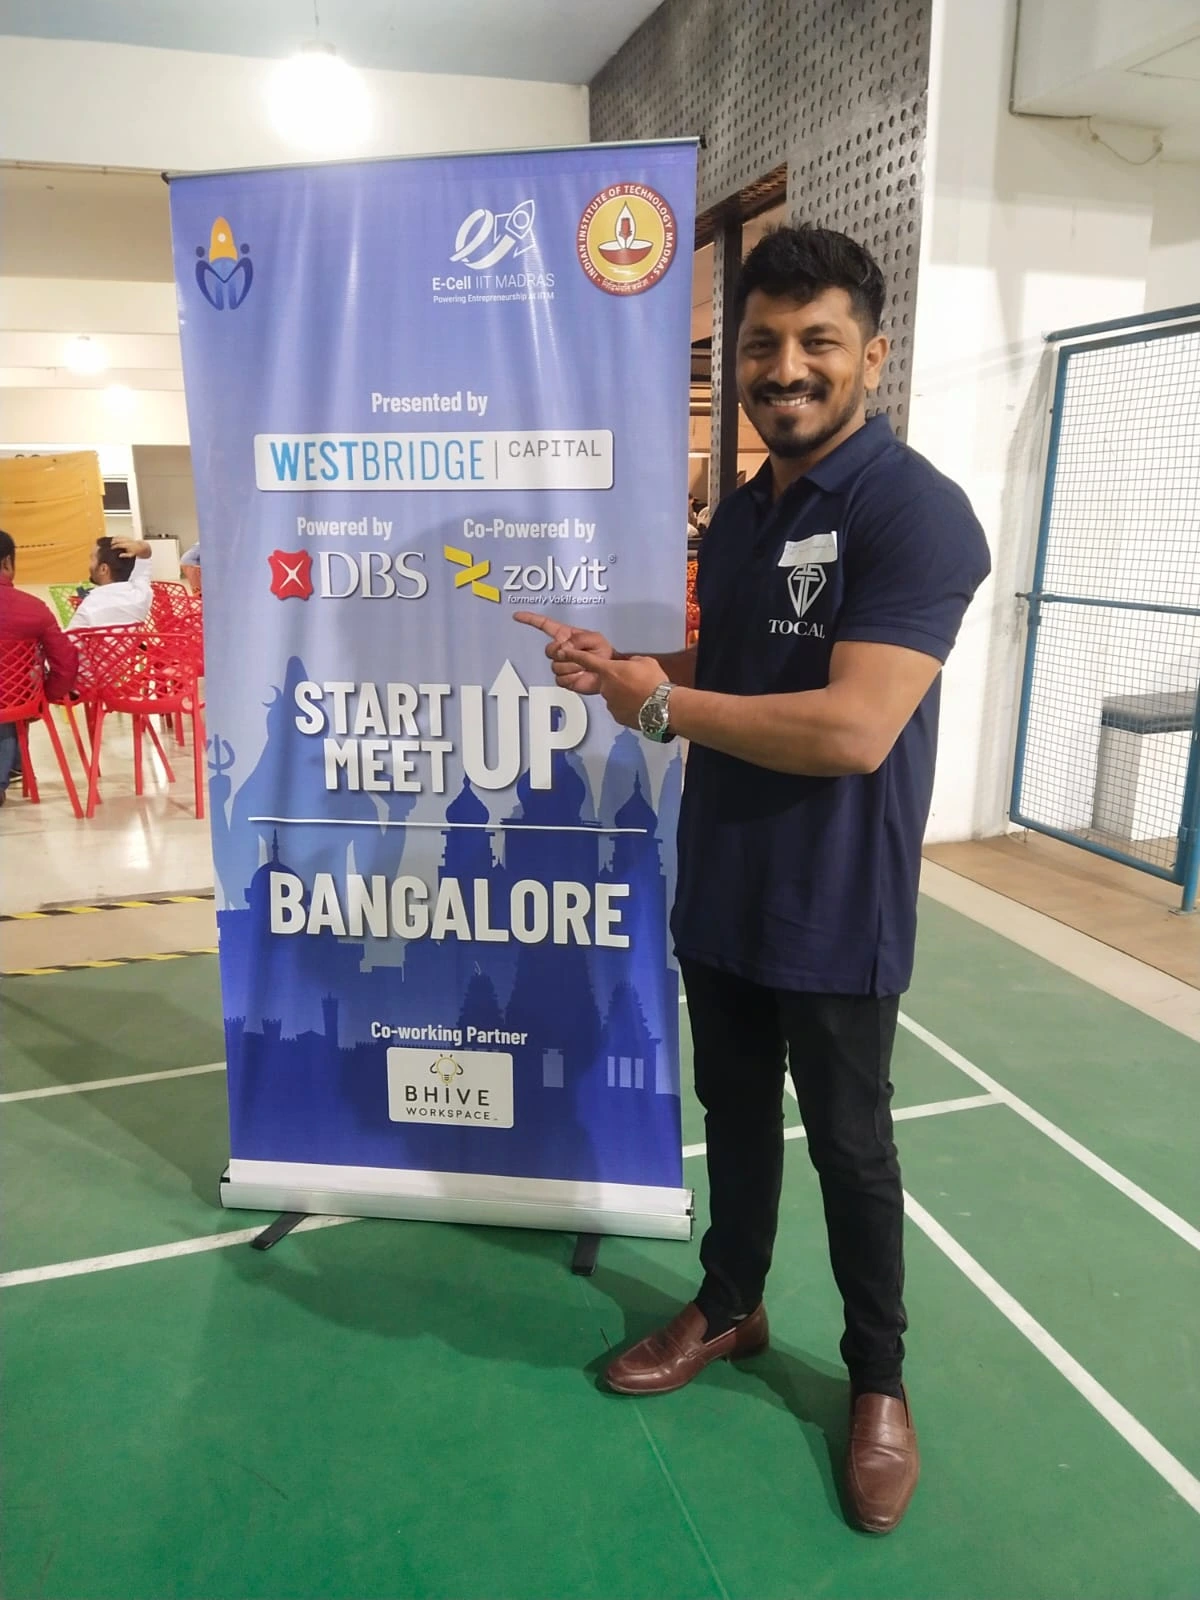 INDIAN INSTITUTE OF TECHNOLOGY MADRAS
E-Cell IIT MADRAS
Powering Entrepreneurship at IITM
Presented by
WESTBRIDGE | CAPITAL
Powered by
Co-Powered by
DBS
zolvit
formerly Vakilsearch
START
MEET
UP
BANGALORE
Co-working Partner
BHIVE
WORKSPACE
TOCAL